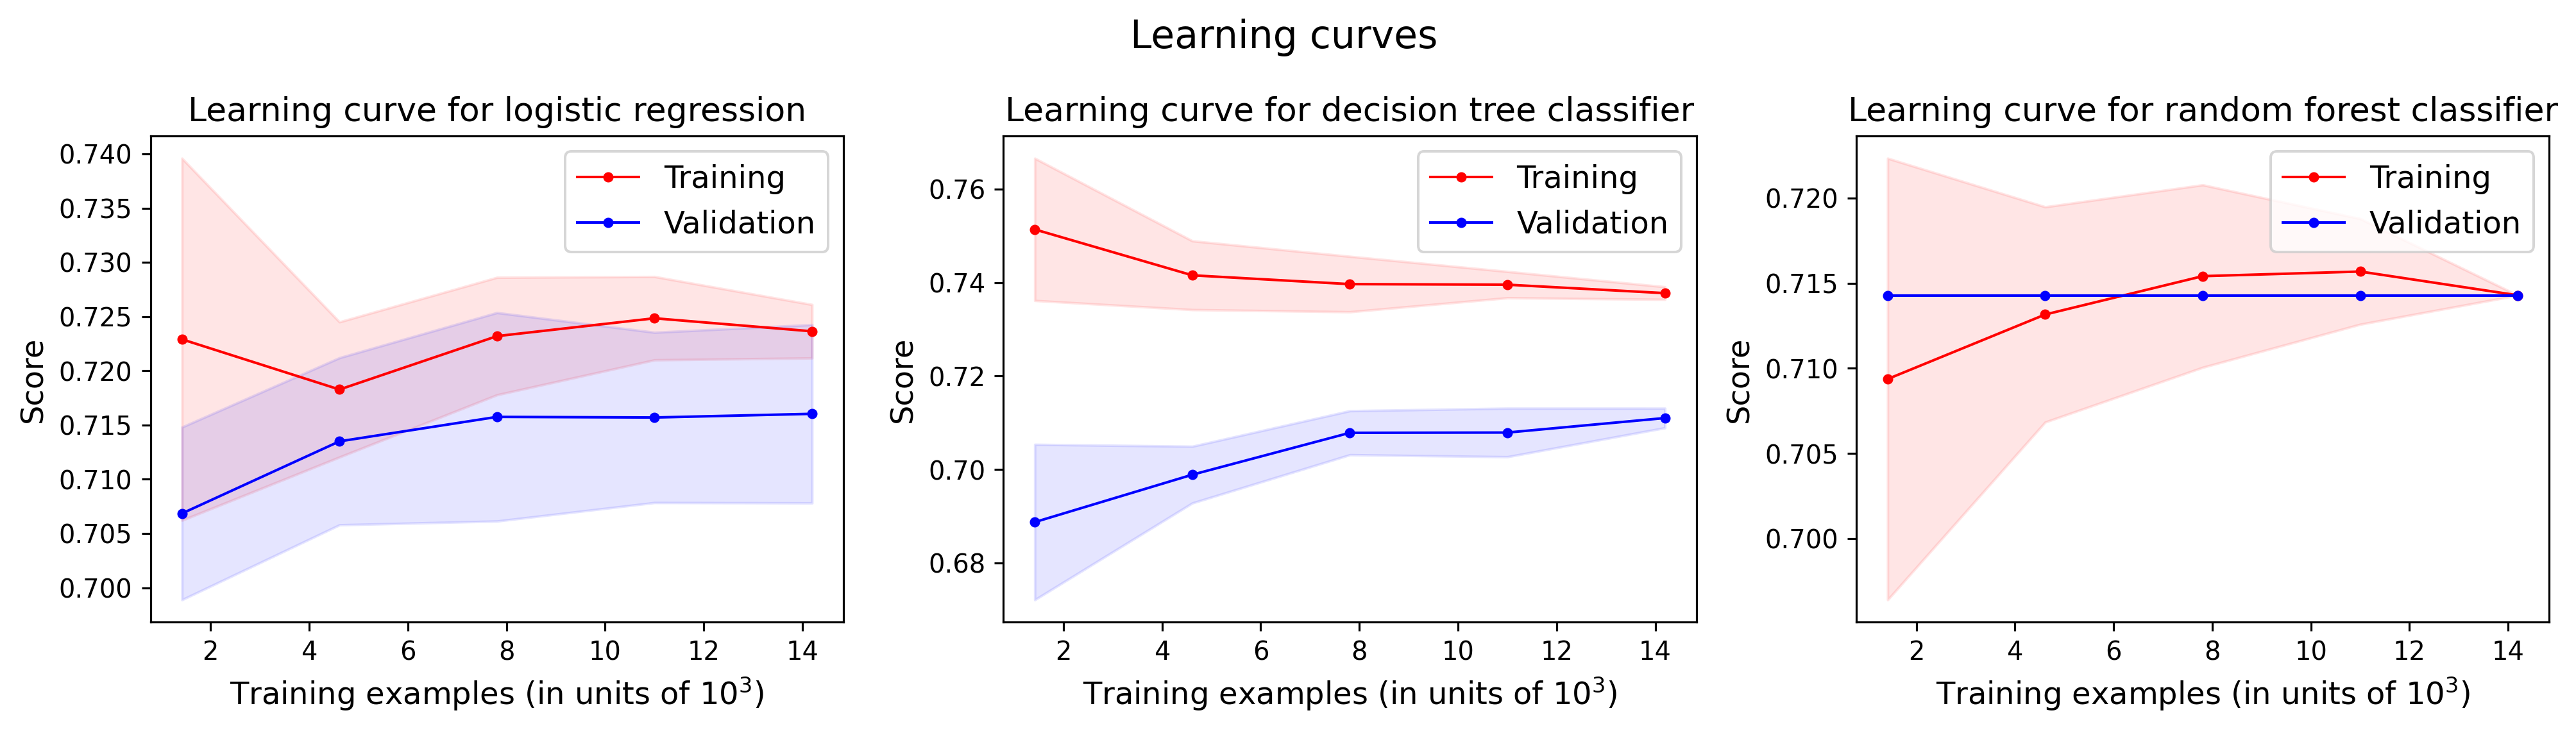 Learning curves
Learning curve for logistic regression
0.740
0.735
0.730
0.725
0.720
0.715
0.710
0.705
0.700
Score
Training
Validation
2 4 6 8 10 12 14
Training examples (in units of 10³)
Learning curve for decision tree classifier
0.76
0.74
0.72
0.70
0.68
Score
Training
Validation
2 4 6 8 10 12 14
Training examples (in units of 10³)
Learning curve for random forest classifier
0.720
0.715
0.710
0.705
0.700
Score
Training
Validation
2 4 6 8 10 12 14
Training examples (in units of 10³)